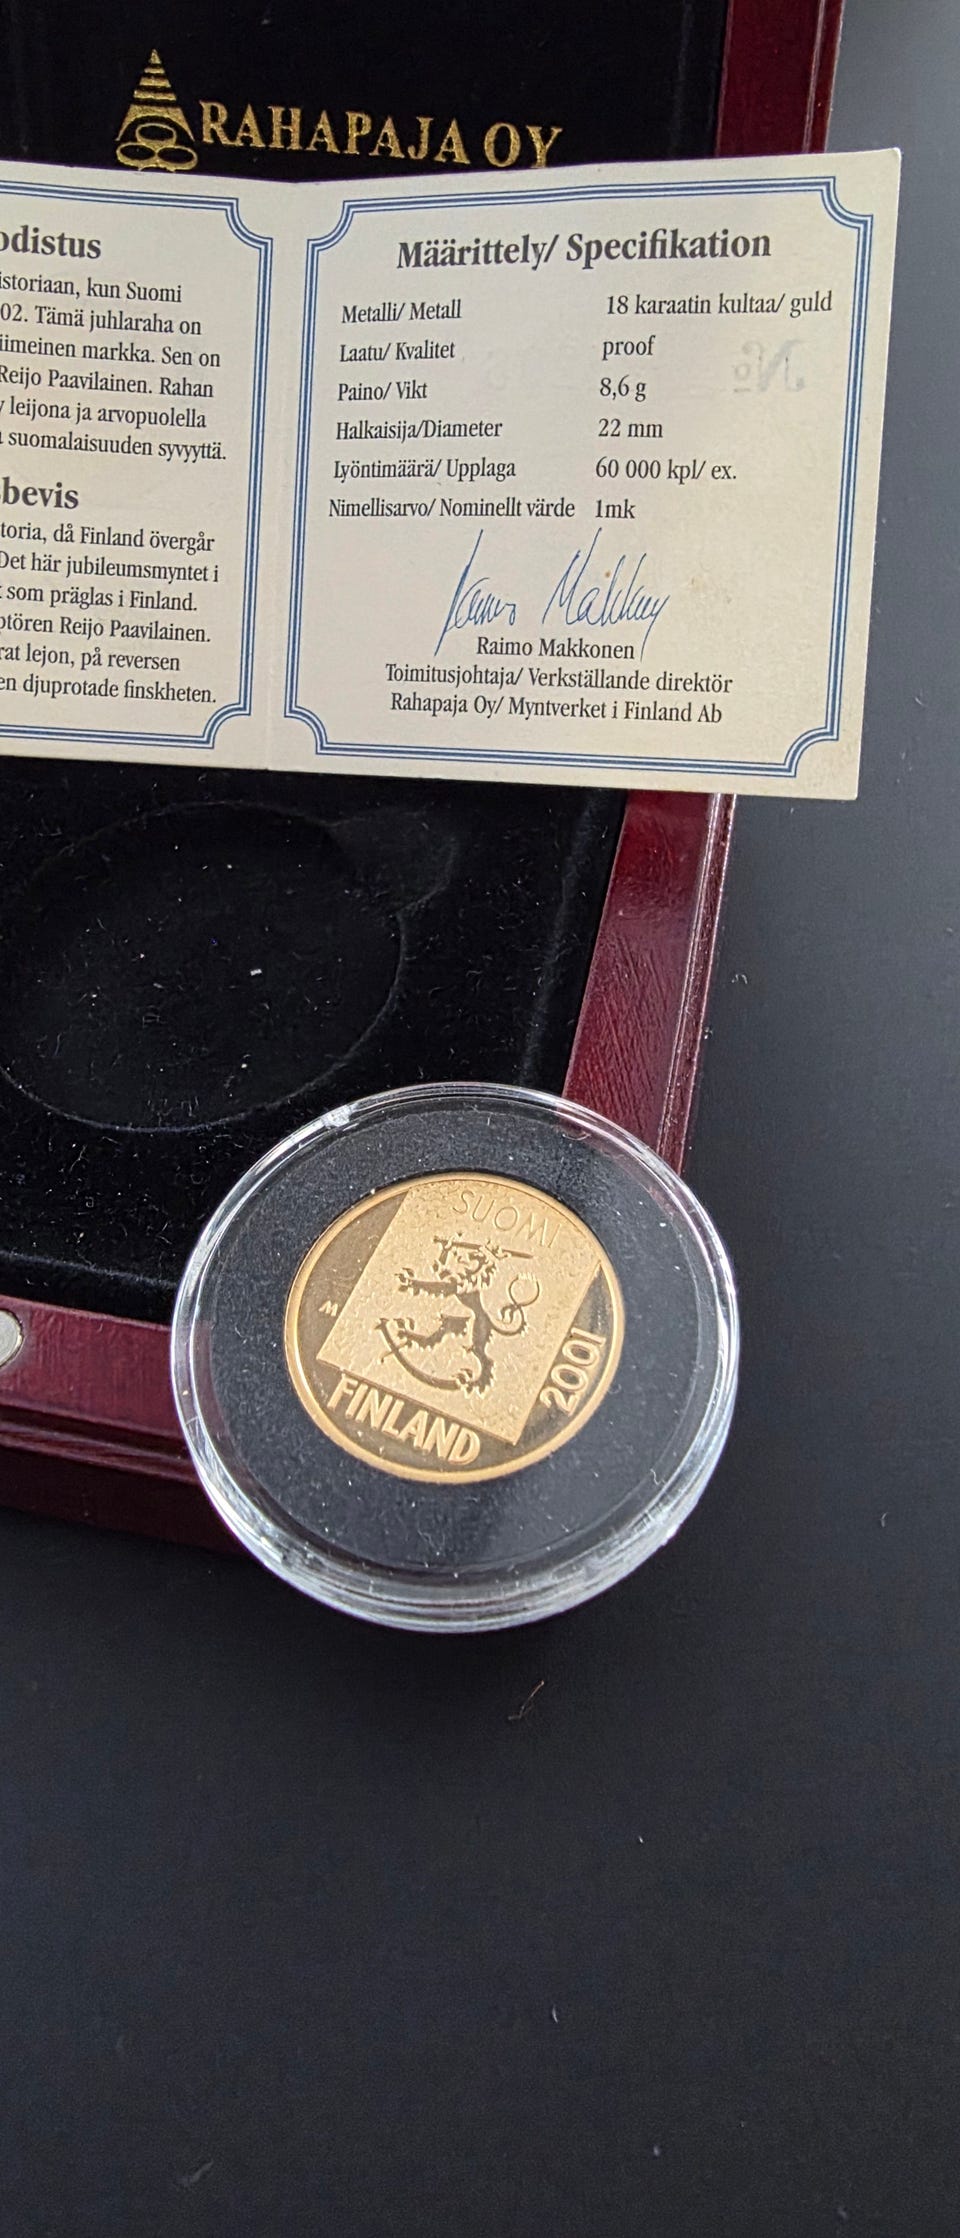 RAHAPAJA OY
odistus
istoriaan, kun Suomi
02. Tämä juhlaraha on
iimeinen markka. Sen on
Reijo Paavilainen. Rahan
leijona ja arvopuolella
suomalaisuuden syvyyttä.
bevis
toria, då Finland övergår
Det här jubileumsmyntet i
som präglas i Finland.
ptören Reijo Paavilainen.
rat lejon, på reversen
en djuprotade finskheten.
Määrittely/ Specifikation
Metalli/ Metall 18 karaatin kultaa/ guld
Laatu/ Kvalitet proof
Paino/ Vikt 8,6 g
Halkaisija/Diameter 22 mm
Lyöntimäärä/ Upplaga 60 000 kpl/ ex.
Nimellisarvo/ Nominellt värde 1mk
Raimo Makkonen
Raimo Makkonen
Toimitusjohtaja/ Verkställande direktör
Rahapaja Oy/ Myntverket i Finland Ab
SUOMI
M
FINLAND
2001